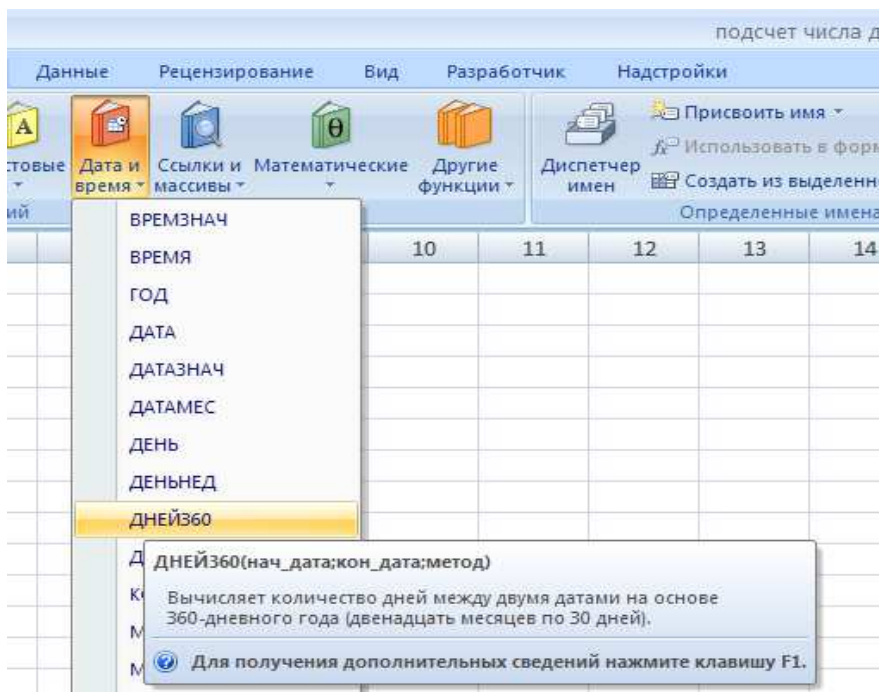 подсчет числа д
Данные Рецензирование Вид Разработчик Надстройки
A θ Присвоить имя
стовые Дата и Ссылки и Математические Другие Диспетчер Использовать в форм
время массивы функции имен Создать из выделенн
ий Определенные имена
10 11 12 13 14
ВРЕМЗНАЧ
ВРЕМЯ
ГОД
ДАТА
ДАТАЗНАЧ
ДАТАМЕС
ДЕНЬ
ДЕНЬНЕД
ДНЕЙ360
Д
ДНЕЙ360(нач_дата;кон_дата;метод)
К
Вычисляет количество дней между двумя датами на основе
360-дневного года (двенадцать месяцев по 30 дней).
М
Для получения дополнительных сведений нажмите клавишу F1.
М